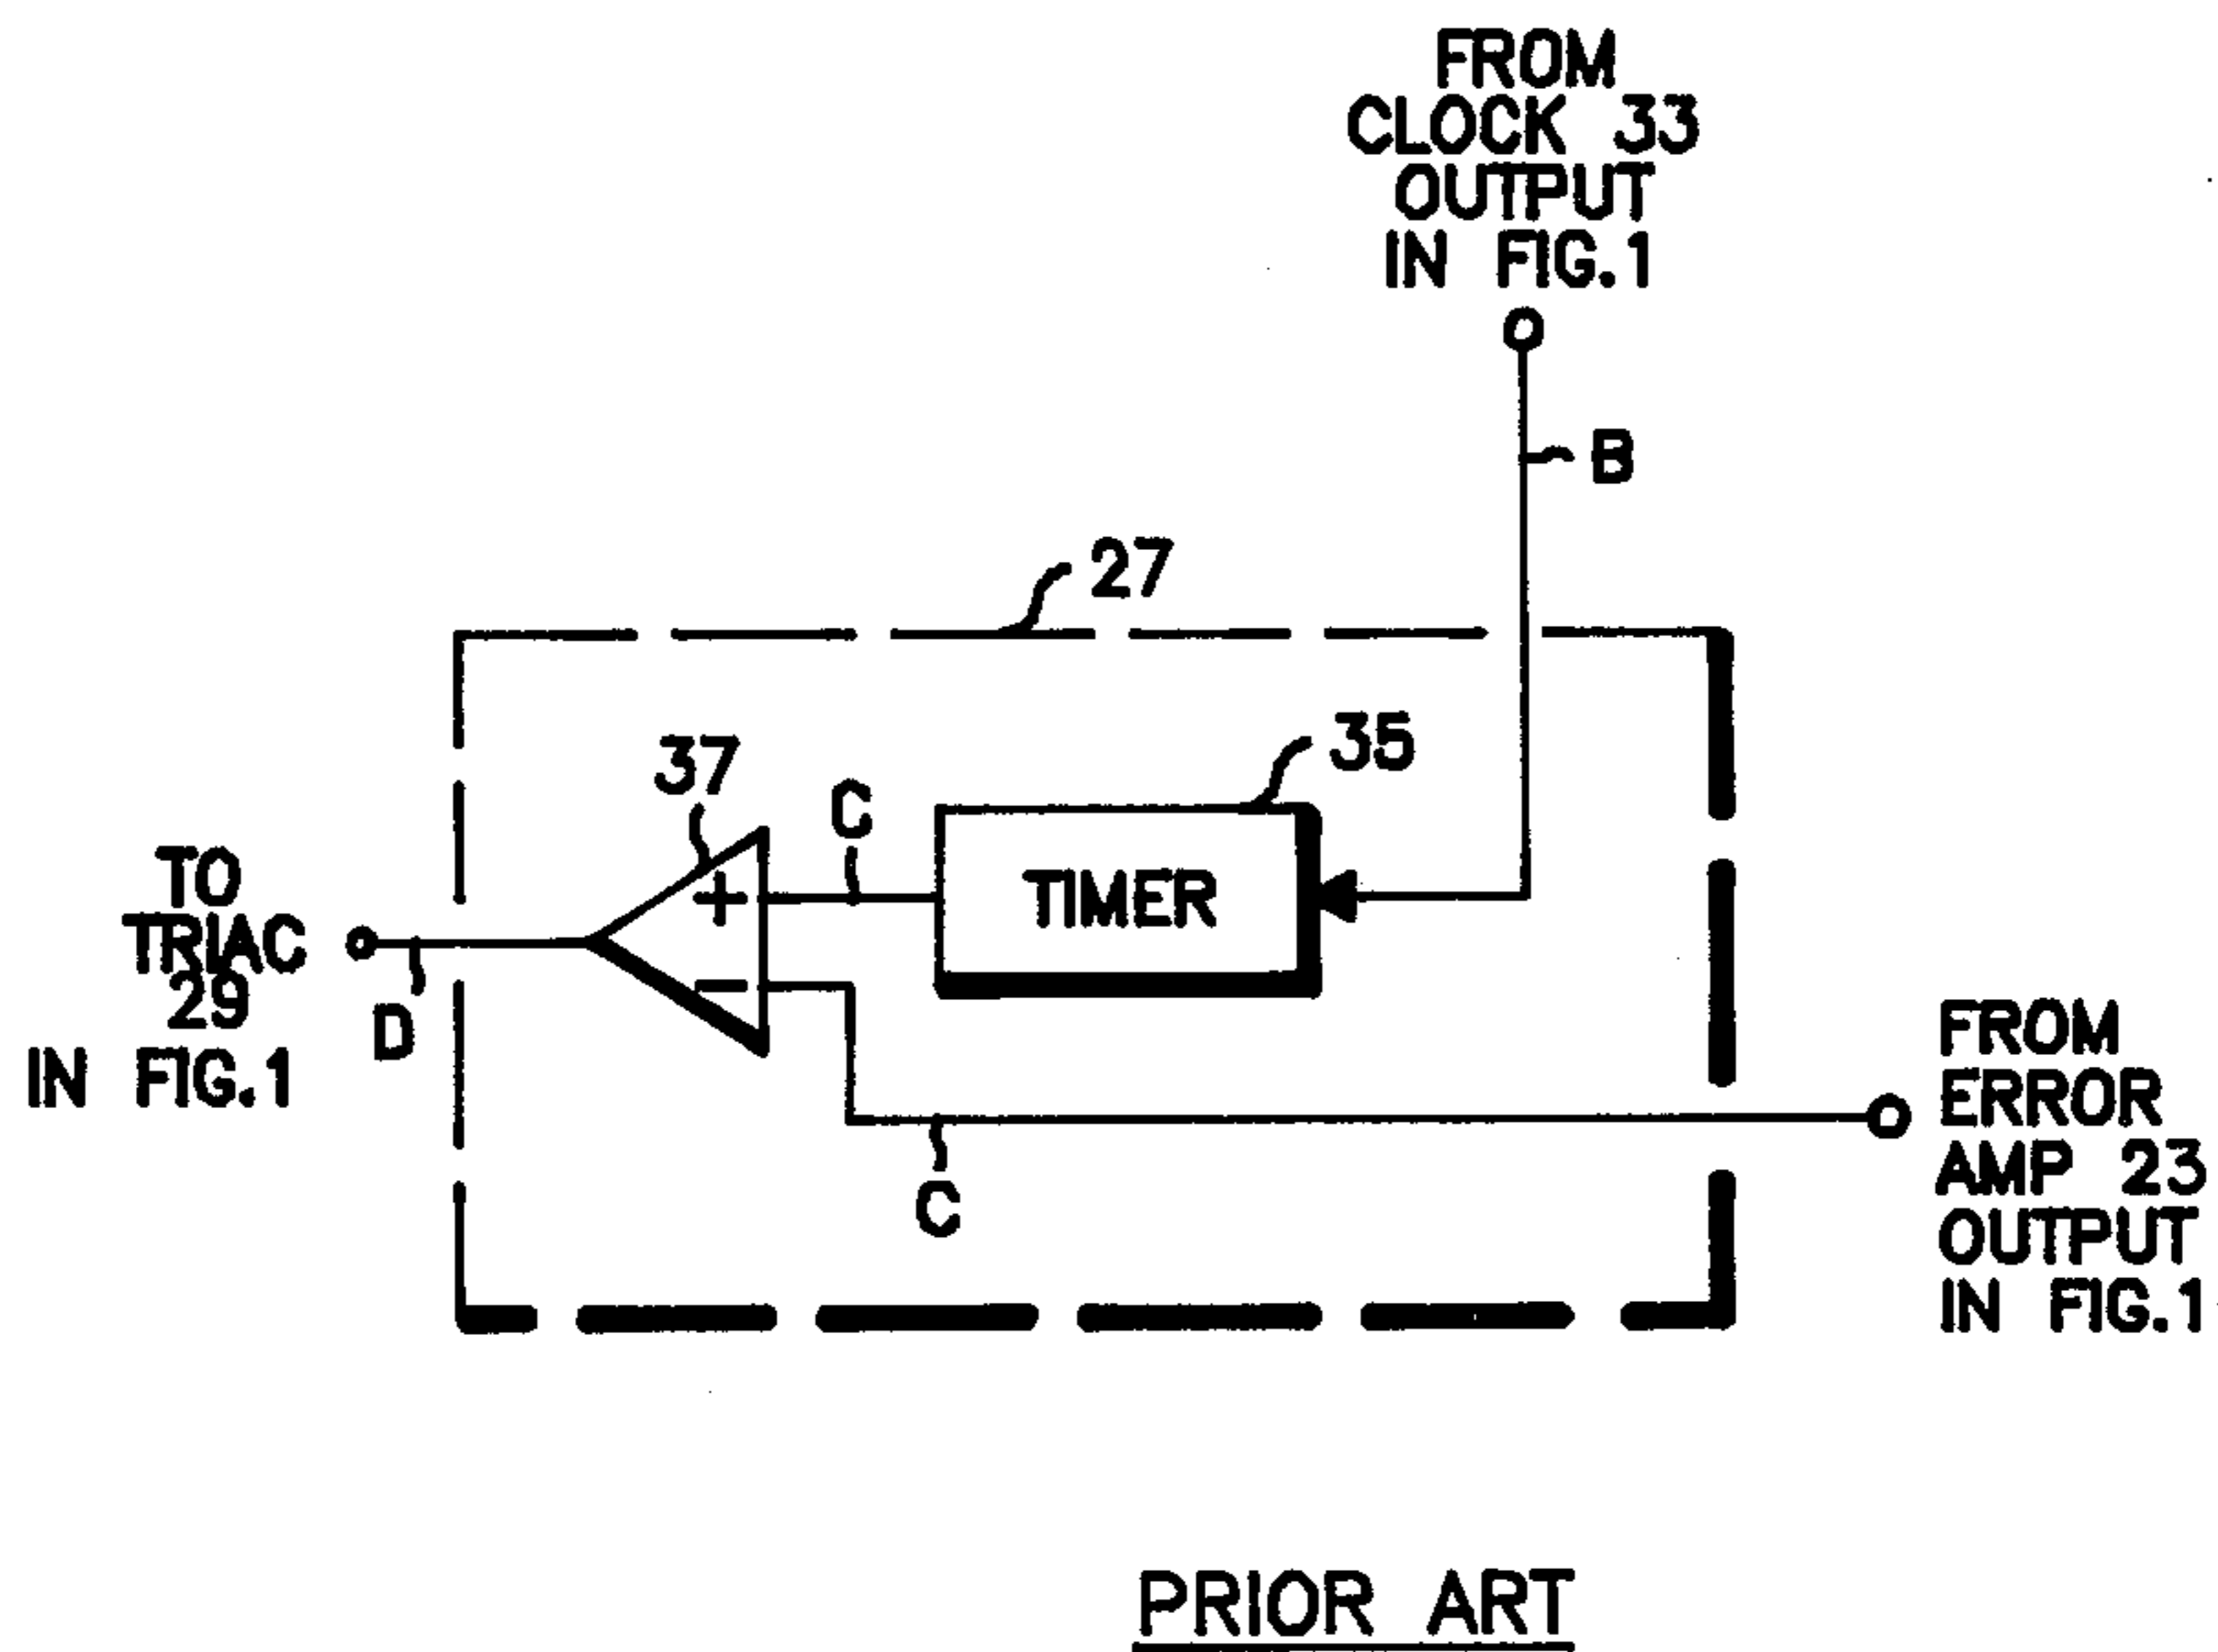 FROM
CLOCK 33
OUTPUT
IN FIG.1
B
27
35
37
C
+
TIMER
TO
TRIAC
29
IN FIG.1
D
−
FROM
ERROR
AMP 23
OUTPUT
IN FIG.1
C
PRIOR ART